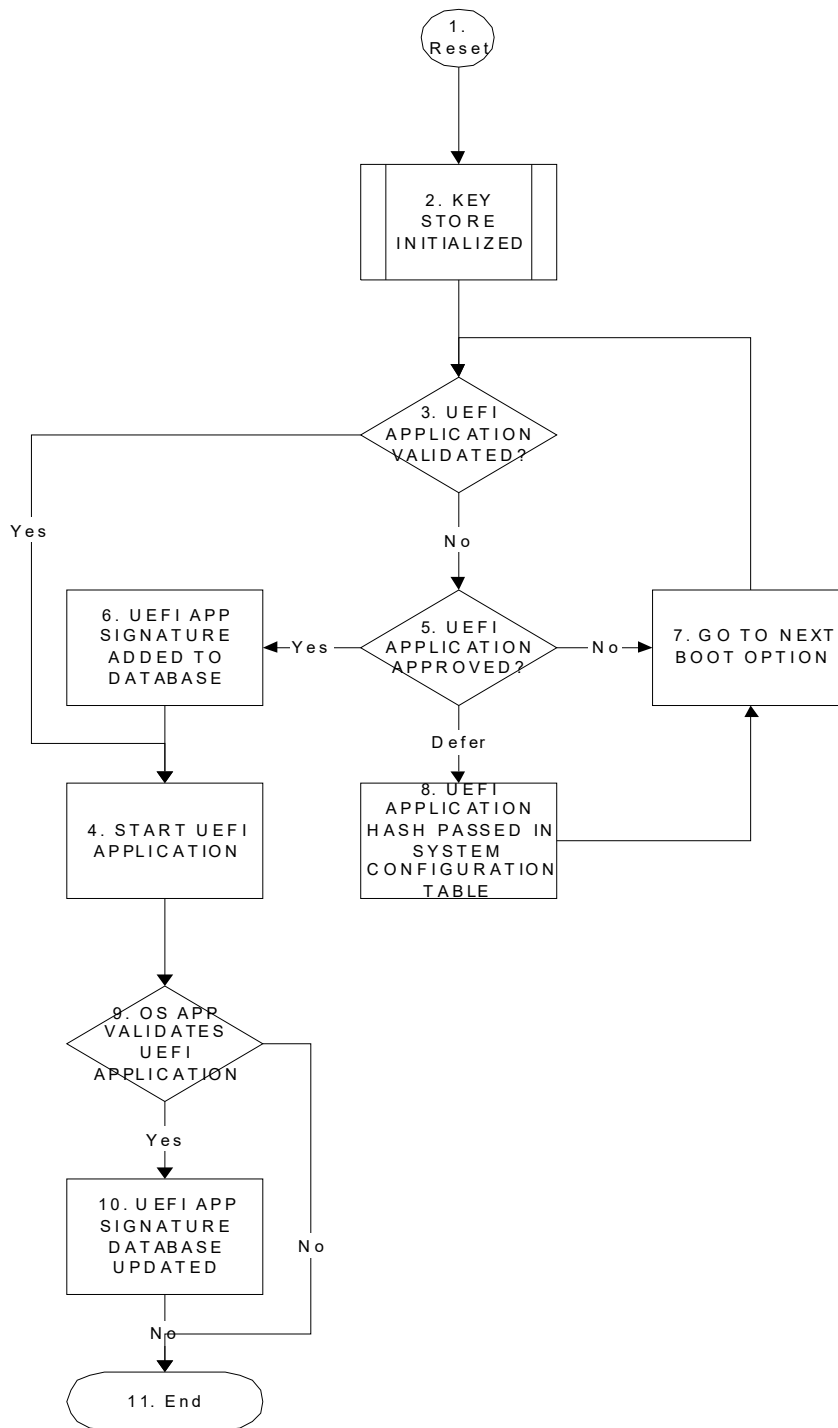 1.
Reset
2. KEY
STORE
INITIALIZED
3. UEFI
APPLICATION
VALIDATED?
Yes
No
6. UEFI APP
SIGNATURE
ADDED TO
DATABASE
Yes
5. UEFI
APPLICATION
APPROVED?
No
7. GO TO NEXT
BOOT OPTION
Defer
4. START UEFI
APPLICATION
8. UEFI
APPLICATION
HASH PASSED IN
SYSTEM
CONFIGURATION
TABLE
9. OS APP
VALIDATES
UEFI
APPLICATION
Yes
10. UEFI APP
SIGNATURE
DATABASE
UPDATED
No
No
11. End